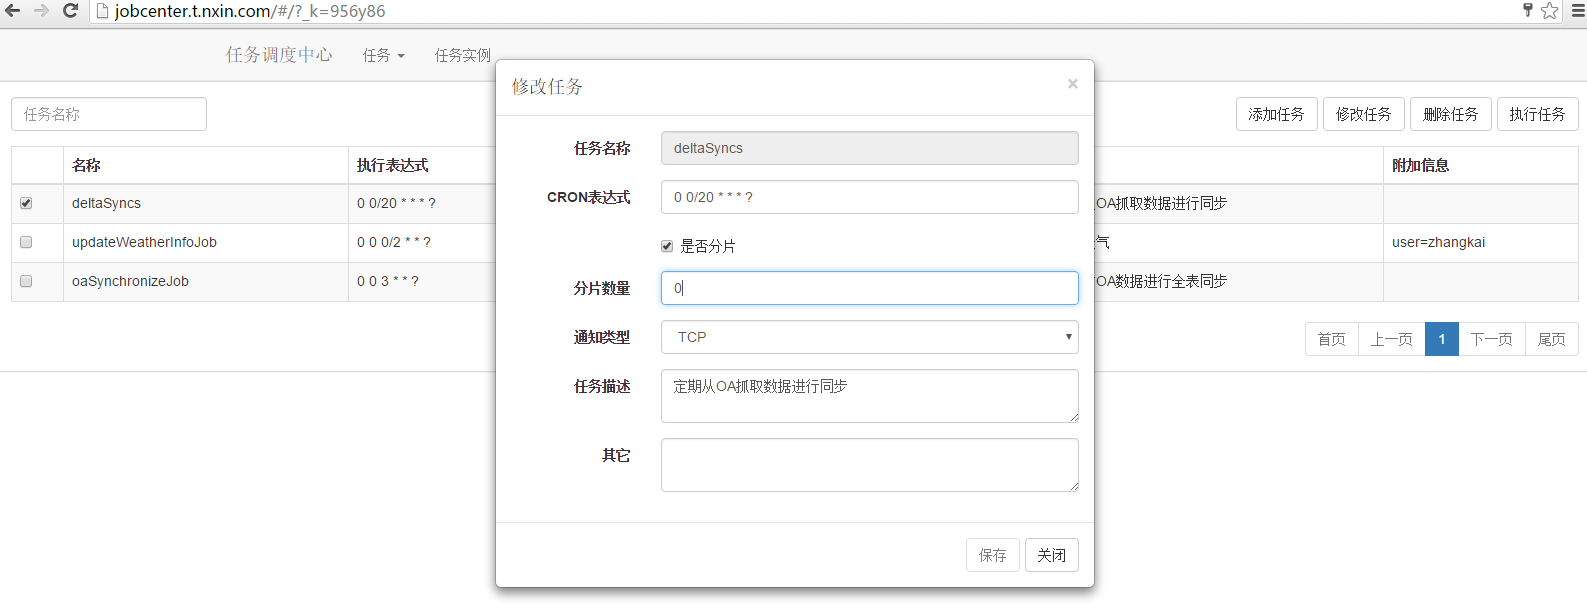 jobcenter.t.nxin.com/#/?_k=956y86
任务调度中心 任务 任务实例
任务名称
添加任务 修改任务 删除任务 执行任务
名称 执行表达式 附加信息
deltaSyncs 0 0/20 * * * ? OA抓取数据进行同步
updateWeatherInfoJob 0 0 0/2 * * ? 气 user=zhangkai
oaSynchronizeJob 0 0 3 * * ? OA数据进行全表同步
首页 上一页 1 下一页 尾页
修改任务 ×
任务名称 deltaSyncs
CRON表达式 0 0/20 * * * ?
是否分片
分片数量 0
通知类型 TCP
任务描述 定期从OA抓取数据进行同步
其它
保存 关闭